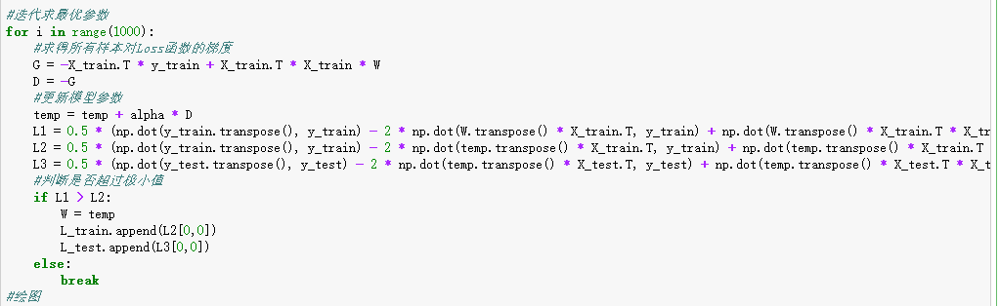 #迭代求最优参数
for i in range(1000):
    #求得所有样本对Loss函数的梯度
    G = -X_train.T * y_train + X_train.T * X_train * W
    D = -G
    #更新模型参数
    temp = temp + alpha * D
    L1 = 0.5 * (np.dot(y_train.transpose(), y_train) - 2 * np.dot(W.transpose() * X_train.T, y_train) + np.dot(W.transpose() * X_train.T * X_tr
    L2 = 0.5 * (np.dot(y_train.transpose(), y_train) - 2 * np.dot(temp.transpose() * X_train.T, y_train) + np.dot(temp.transpose() * X_train.T
    L3 = 0.5 * (np.dot(y_test.transpose(), y_test) - 2 * np.dot(temp.transpose() * X_test.T, y_test) + np.dot(temp.transpose() * X_test.T * X_t
    #判断是否超过极小值
    if L1 > L2:
        W = temp
        L_train.append(L2[0,0])
        L_test.append(L3[0,0])
    else:
        break
#绘图